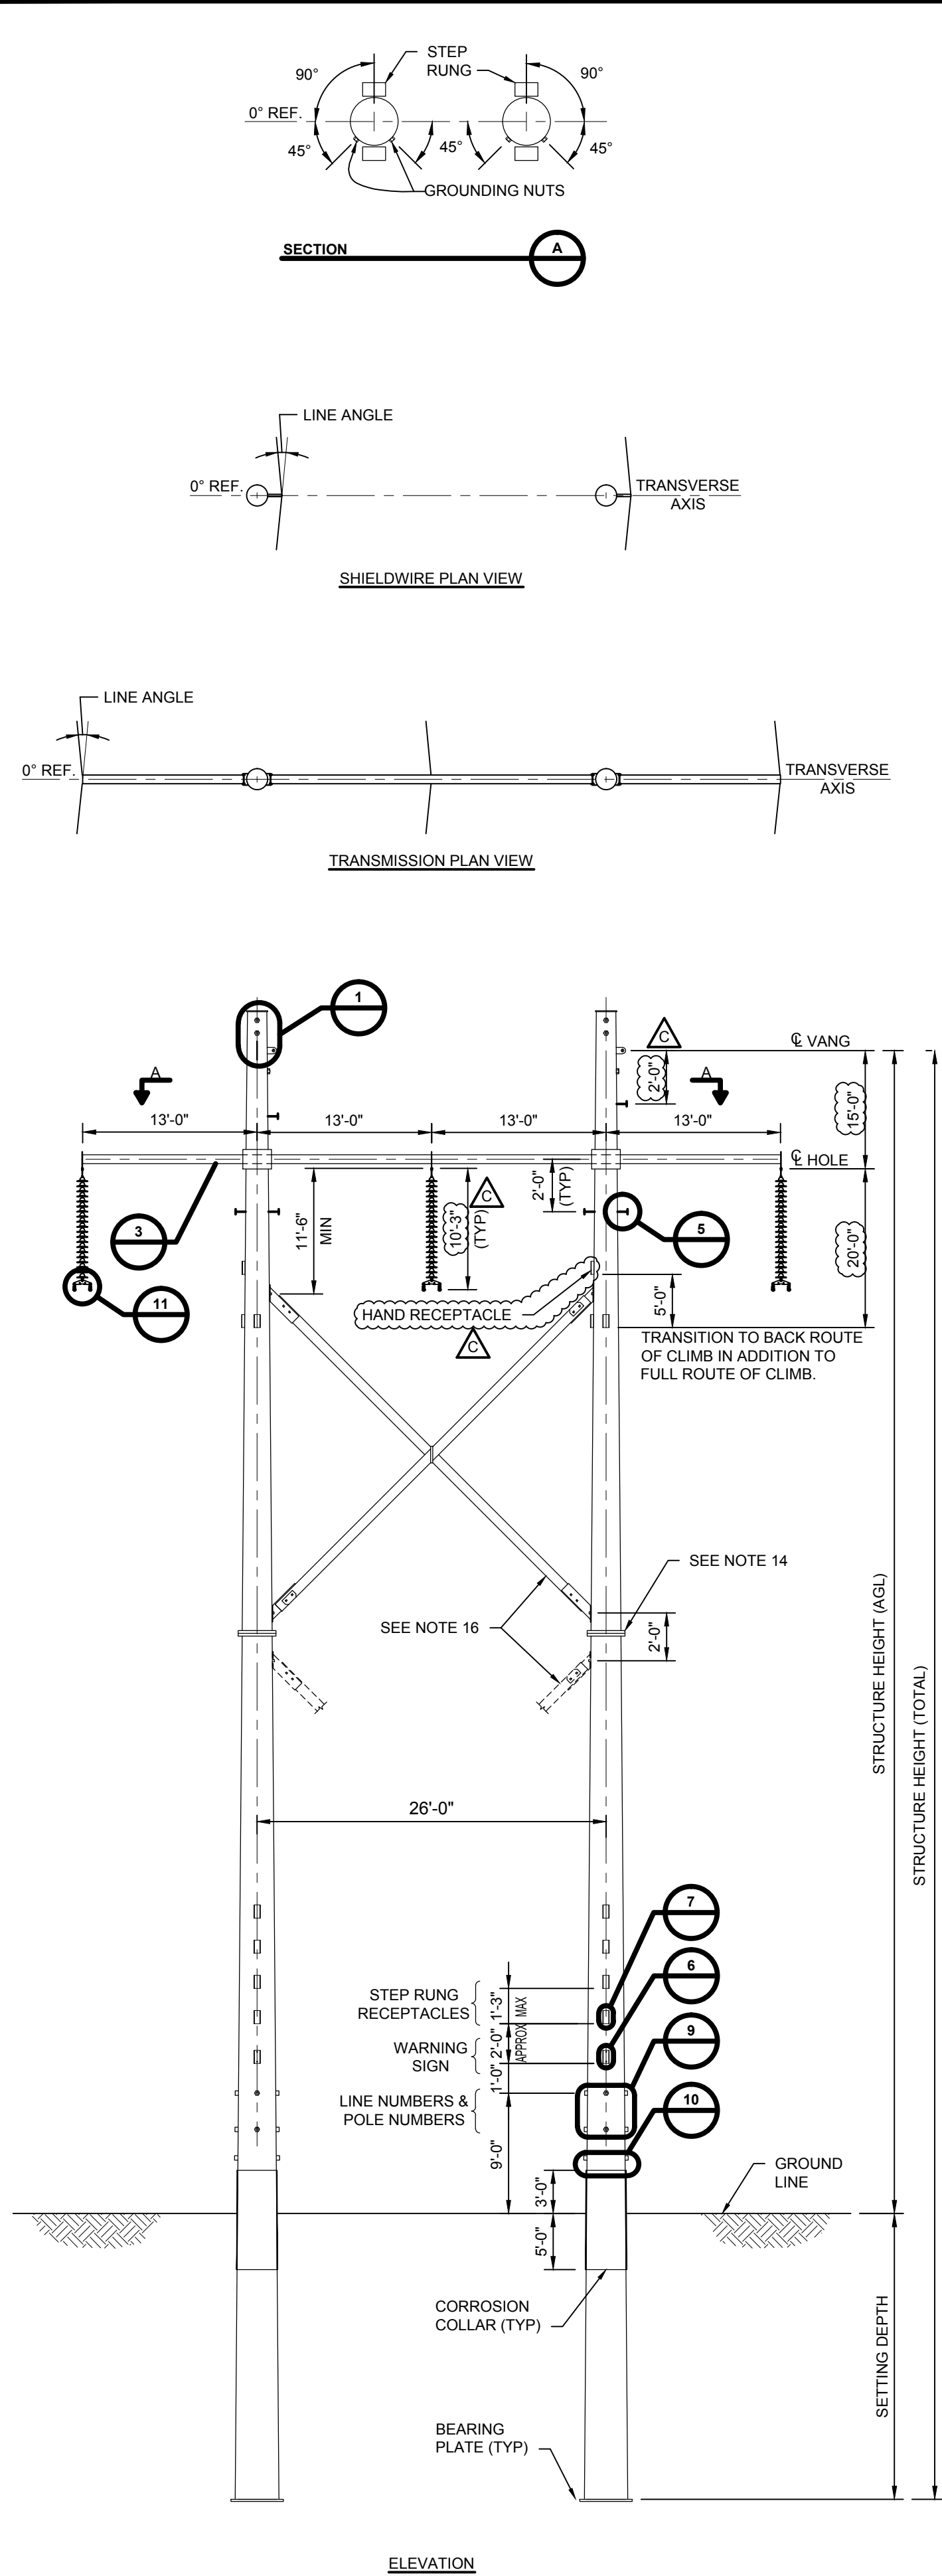 STEP
RUNG
90°
90°
0° REF.
45°
45°
45°
GROUNDING NUTS
SECTION
A
LINE ANGLE
0° REF.
TRANSVERSE
AXIS
SHIELDWIRE PLAN VIEW
LINE ANGLE
0° REF.
TRANSVERSE
AXIS
TRANSMISSION PLAN VIEW
1
C
℄ VANG
2'-0"
A
A
15'-0"
13'-0"
13'-0"
13'-0"
13'-0"
℄ HOLE
2'-0"
(TYP)
C
11'-6"
MIN
10'-3"
(TYP)
3
5
20'-0"
11
5'-0"
HAND RECEPTACLE
C
TRANSITION TO BACK ROUTE
OF CLIMB IN ADDITION TO
FULL ROUTE OF CLIMB.
SEE NOTE 14
SEE NOTE 16
2'-0"
STRUCTURE HEIGHT (AGL)
STRUCTURE HEIGHT (TOTAL)
26'-0"
7
6
STEP RUNG
RECEPTACLES
1'-3"
MAX
9
WARNING
SIGN
2'-0"
APPROX
1'-0"
LINE NUMBERS &
POLE NUMBERS
10
9'-0"
GROUND
LINE
3'-0"
5'-0"
CORROSION
COLLAR (TYP)
SETTING DEPTH
BEARING
PLATE (TYP)
ELEVATION